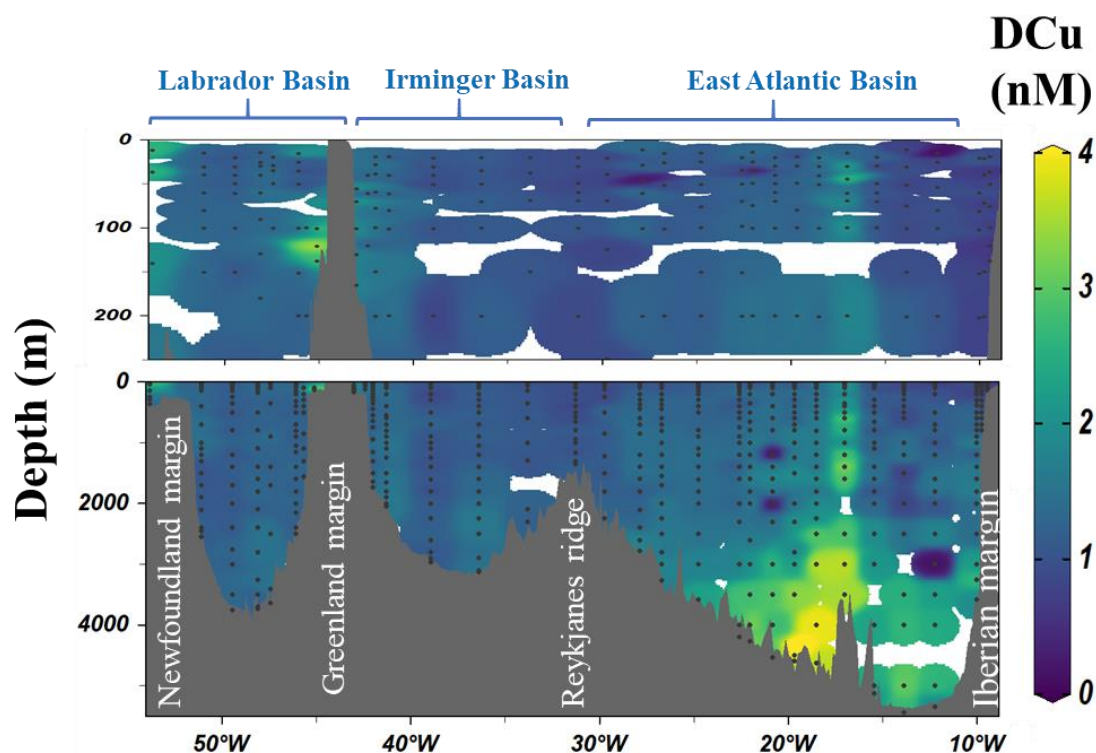 DCu
(nM)
Labrador Basin
Irminger Basin
East Atlantic Basin
0
100
200
0
2000
4000
Depth (m)
Newfoundland margin
Greenland margin
Reykjanes ridge
Iberian margin
4
3
2
1
0
50°W
40°W
30°W
20°W
10°W